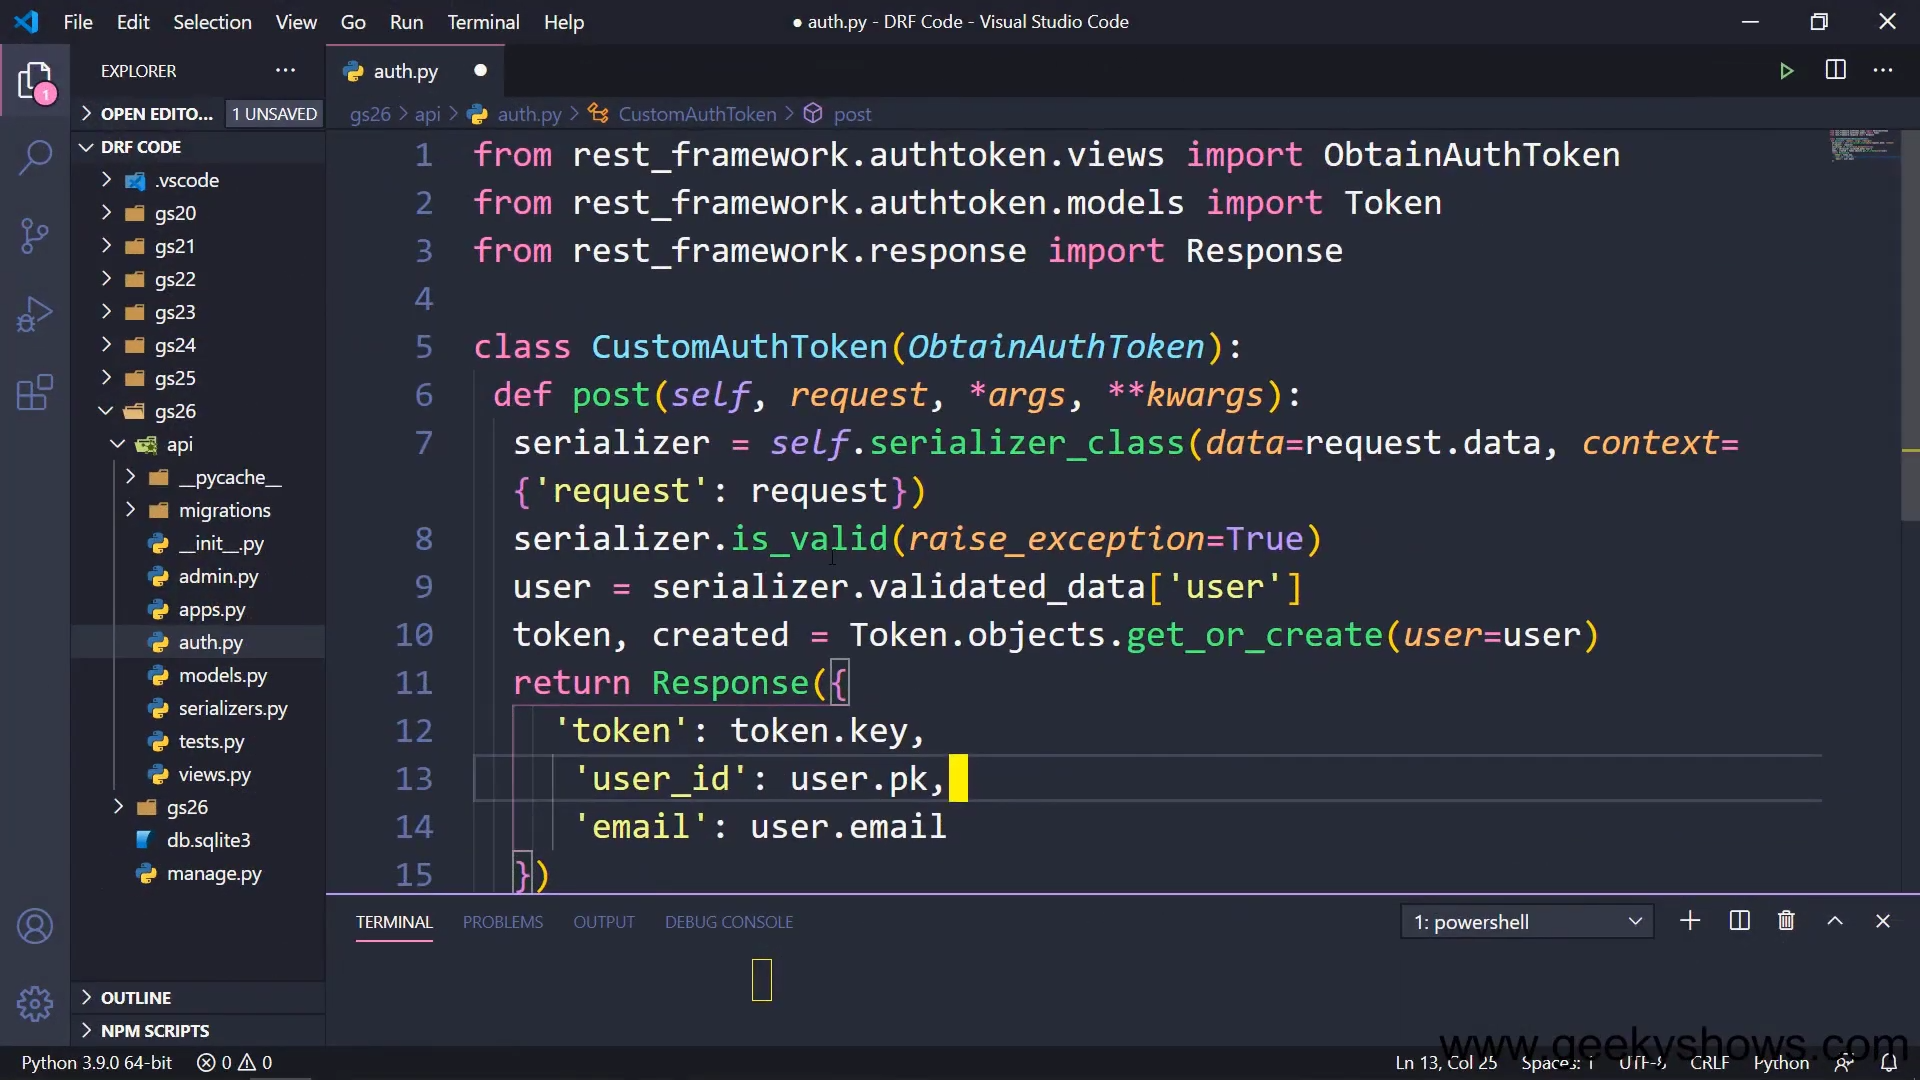 File Edit Selection View Go Run Terminal Help
● auth.py - DRF Code - Visual Studio Code
EXPLORER
auth.py
1
OPEN EDITO... 1 UNSAVED
gs26 > api > auth.py > CustomAuthToken > post
DRF CODE
.vscode
gs20
gs21
gs22
gs23
gs24
gs25
gs26
api
__pycache__
migrations
__init__.py
admin.py
apps.py
auth.py
models.py
serializers.py
tests.py
views.py
gs26
db.sqlite3
manage.py
OUTLINE
NPM SCRIPTS
1 from rest_framework.authtoken.views import ObtainAuthToken
2 from rest_framework.authtoken.models import Token
3 from rest_framework.response import Response
4
5 class CustomAuthToken(ObtainAuthToken):
6 def post(self, request, *args, **kwargs):
7 serializer = self.serializer_class(data=request.data, context=
{'request': request})
8 serializer.is_valid(raise_exception=True)
9 user = serializer.validated_data['user']
10 token, created = Token.objects.get_or_create(user=user)
11 return Response({
12 'token': token.key,
13 'user_id': user.pk,
14 'email': user.email
15 })
TERMINAL PROBLEMS OUTPUT DEBUG CONSOLE
1: powershell
www.geekyshows.com
Python 3.9.0 64-bit 0 0
Ln 13, Col 25 Spaces: 1 UTF-8 CRLF Python